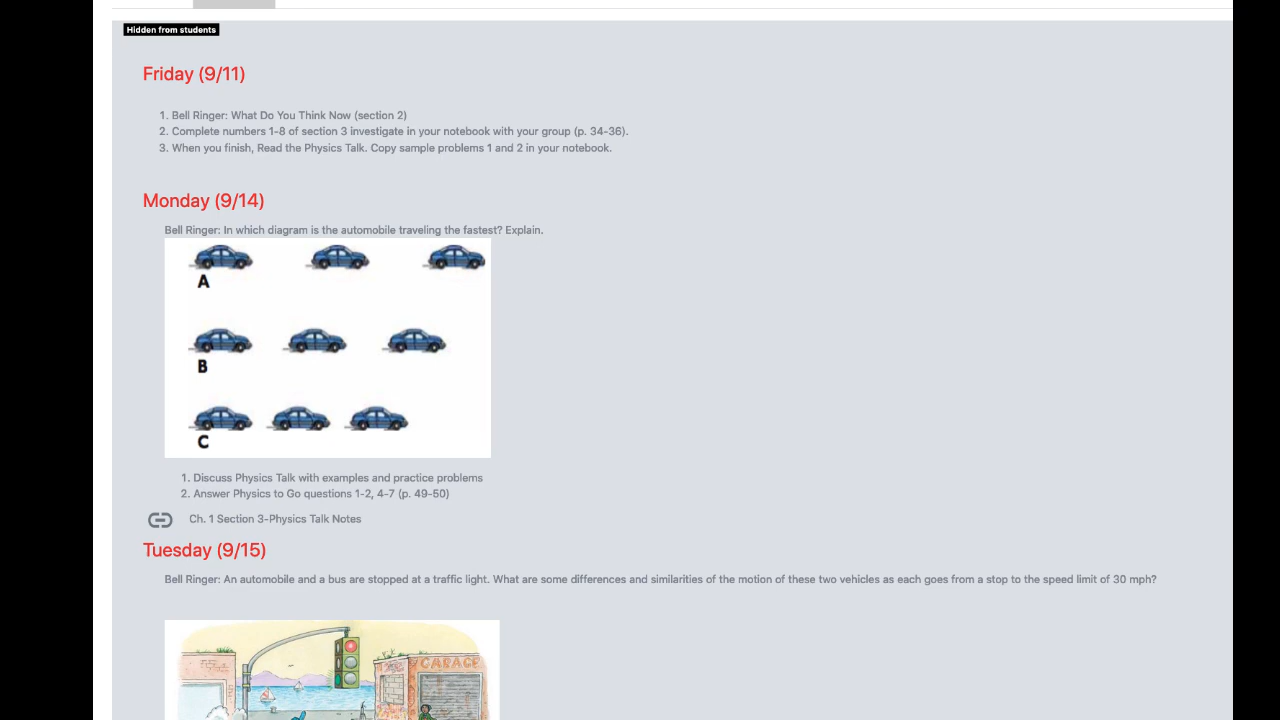 Hidden from students
Friday (9/11)
1. Bell Ringer: What Do You Think Now (section 2)
2. Complete numbers 1-8 of section 3 investigate in your notebook with your group (p. 34-36).
3. When you finish, Read the Physics Talk. Copy sample problems 1 and 2 in your notebook.
Monday (9/14)
Bell Ringer: In which diagram is the automobile traveling the fastest? Explain.
A
B
C
1. Discuss Physics Talk with examples and practice problems
2. Answer Physics to Go questions 1-2, 4-7 (p. 49-50)
Ch. 1 Section 3-Physics Talk Notes
Tuesday (9/15)
Bell Ringer: An automobile and a bus are stopped at a traffic light. What are some differences and similarities of the motion of these two vehicles as each goes from a stop to the speed limit of 30 mph?
GARAGE